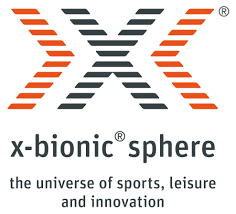 ®
x-bionic® sphere
the universe of sports, leisure
and innovation